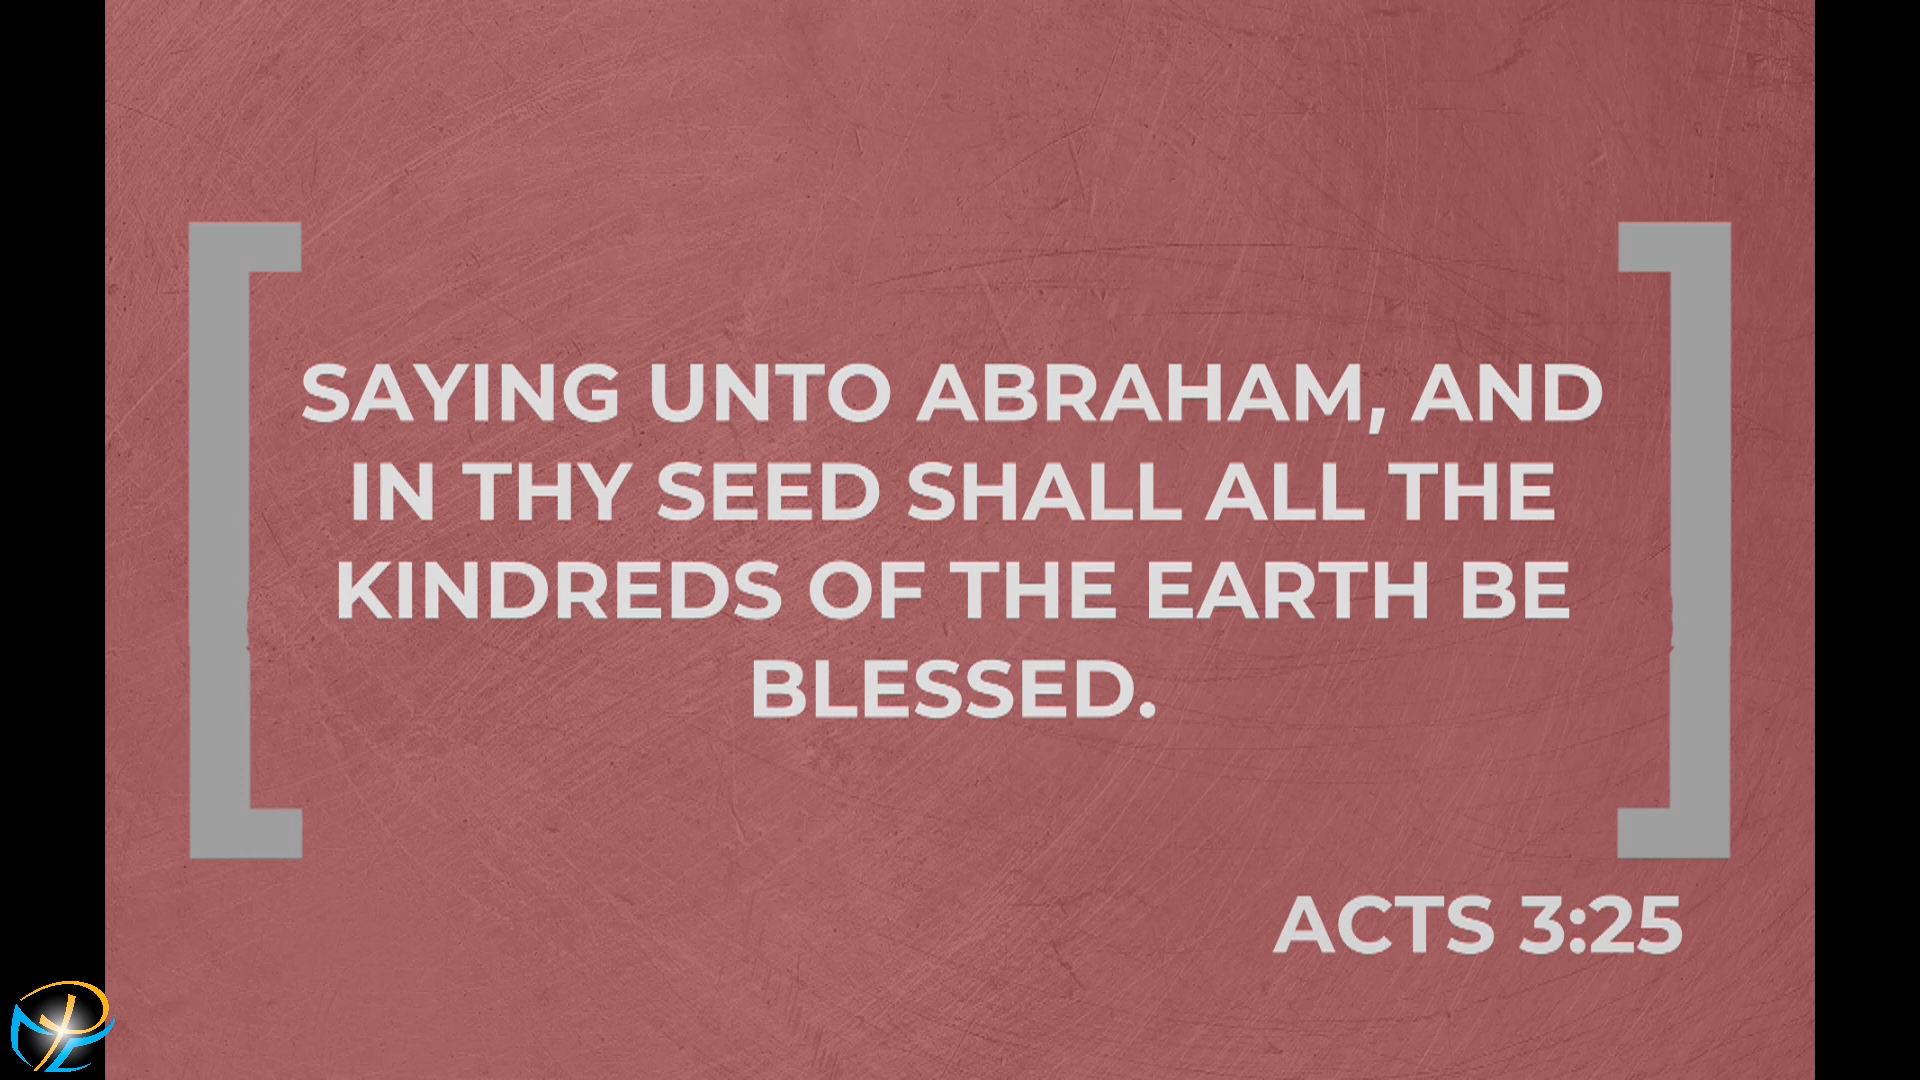 SAYING UNTO ABRAHAM, AND
IN THY SEED SHALL ALL THE
KINDREDS OF THE EARTH BE
BLESSED.
ACTS 3:25